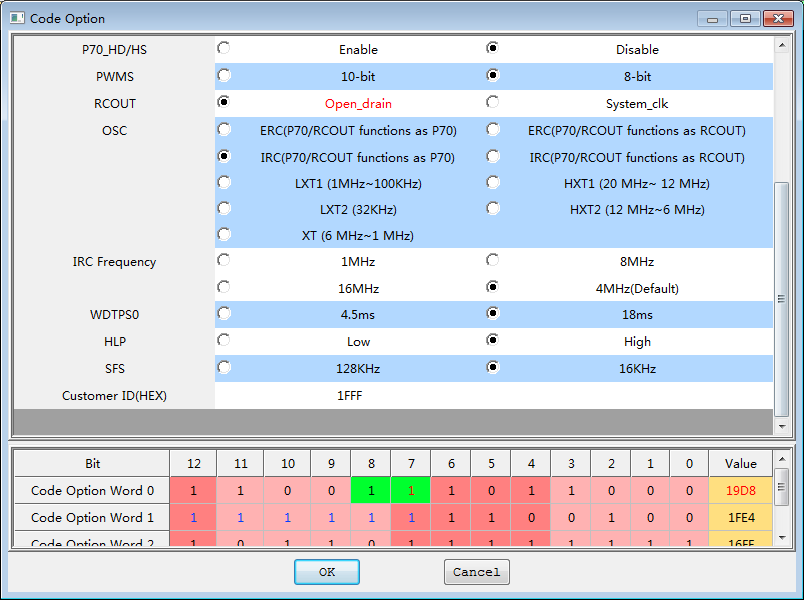 Code Option
P70_HD/HS Enable Disable
PWMS 10-bit 8-bit
RCOUT Open_drain System_clk
OSC ERC(P70/RCOUT functions as P70) ERC(P70/RCOUT functions as RCOUT)
IRC(P70/RCOUT functions as P70) IRC(P70/RCOUT functions as RCOUT)
LXT1 (1MHz~100KHz) HXT1 (20 MHz~ 12 MHz)
LXT2 (32KHz) HXT2 (12 MHz~6 MHz)
XT (6 MHz~1 MHz)
IRC Frequency 1MHz 8MHz
16MHz 4MHz(Default)
WDTPS0 4.5ms 18ms
HLP Low High
SFS 128KHz 16KHz
Customer ID(HEX) 1FFF
Bit 12 11 10 9 8 7 6 5 4 3 2 1 0 Value
Code Option Word 0 1 1 0 0 1 1 1 0 1 1 0 0 0 19D8
Code Option Word 1 1 1 1 1 1 1 1 1 0 0 1 0 0 1FE4
Code Option Word 2 1 0 1 1 0 1 1 1 1 1 1 1 1 16FF
OK Cancel